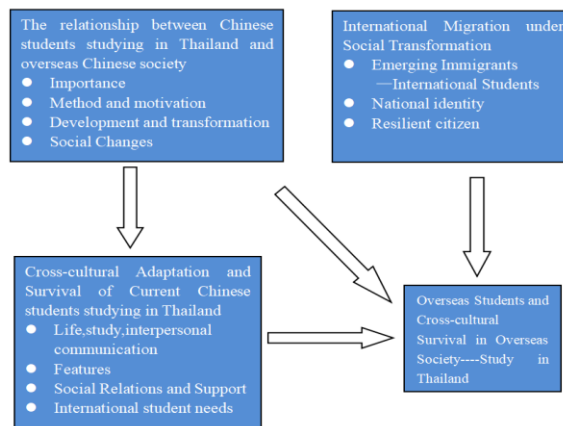 The relationship between Chinese
students studying in Thailand and
overseas Chinese society
● Importance
● Method and motivation
● Development and transformation
● Social Changes
International Migration under
Social Transformation
● Emerging Immigrants
—International Students
● National identity
● Resilient citizen
Cross-cultural Adaptation and
Survival of Current Chinese
students studying in Thailand
● Life,study,interpersonal
communication
● Features
● Social Relations and Support
● International student needs
Overseas Students and
Cross-cultural
Survival in Overseas
Society----Study in
Thailand